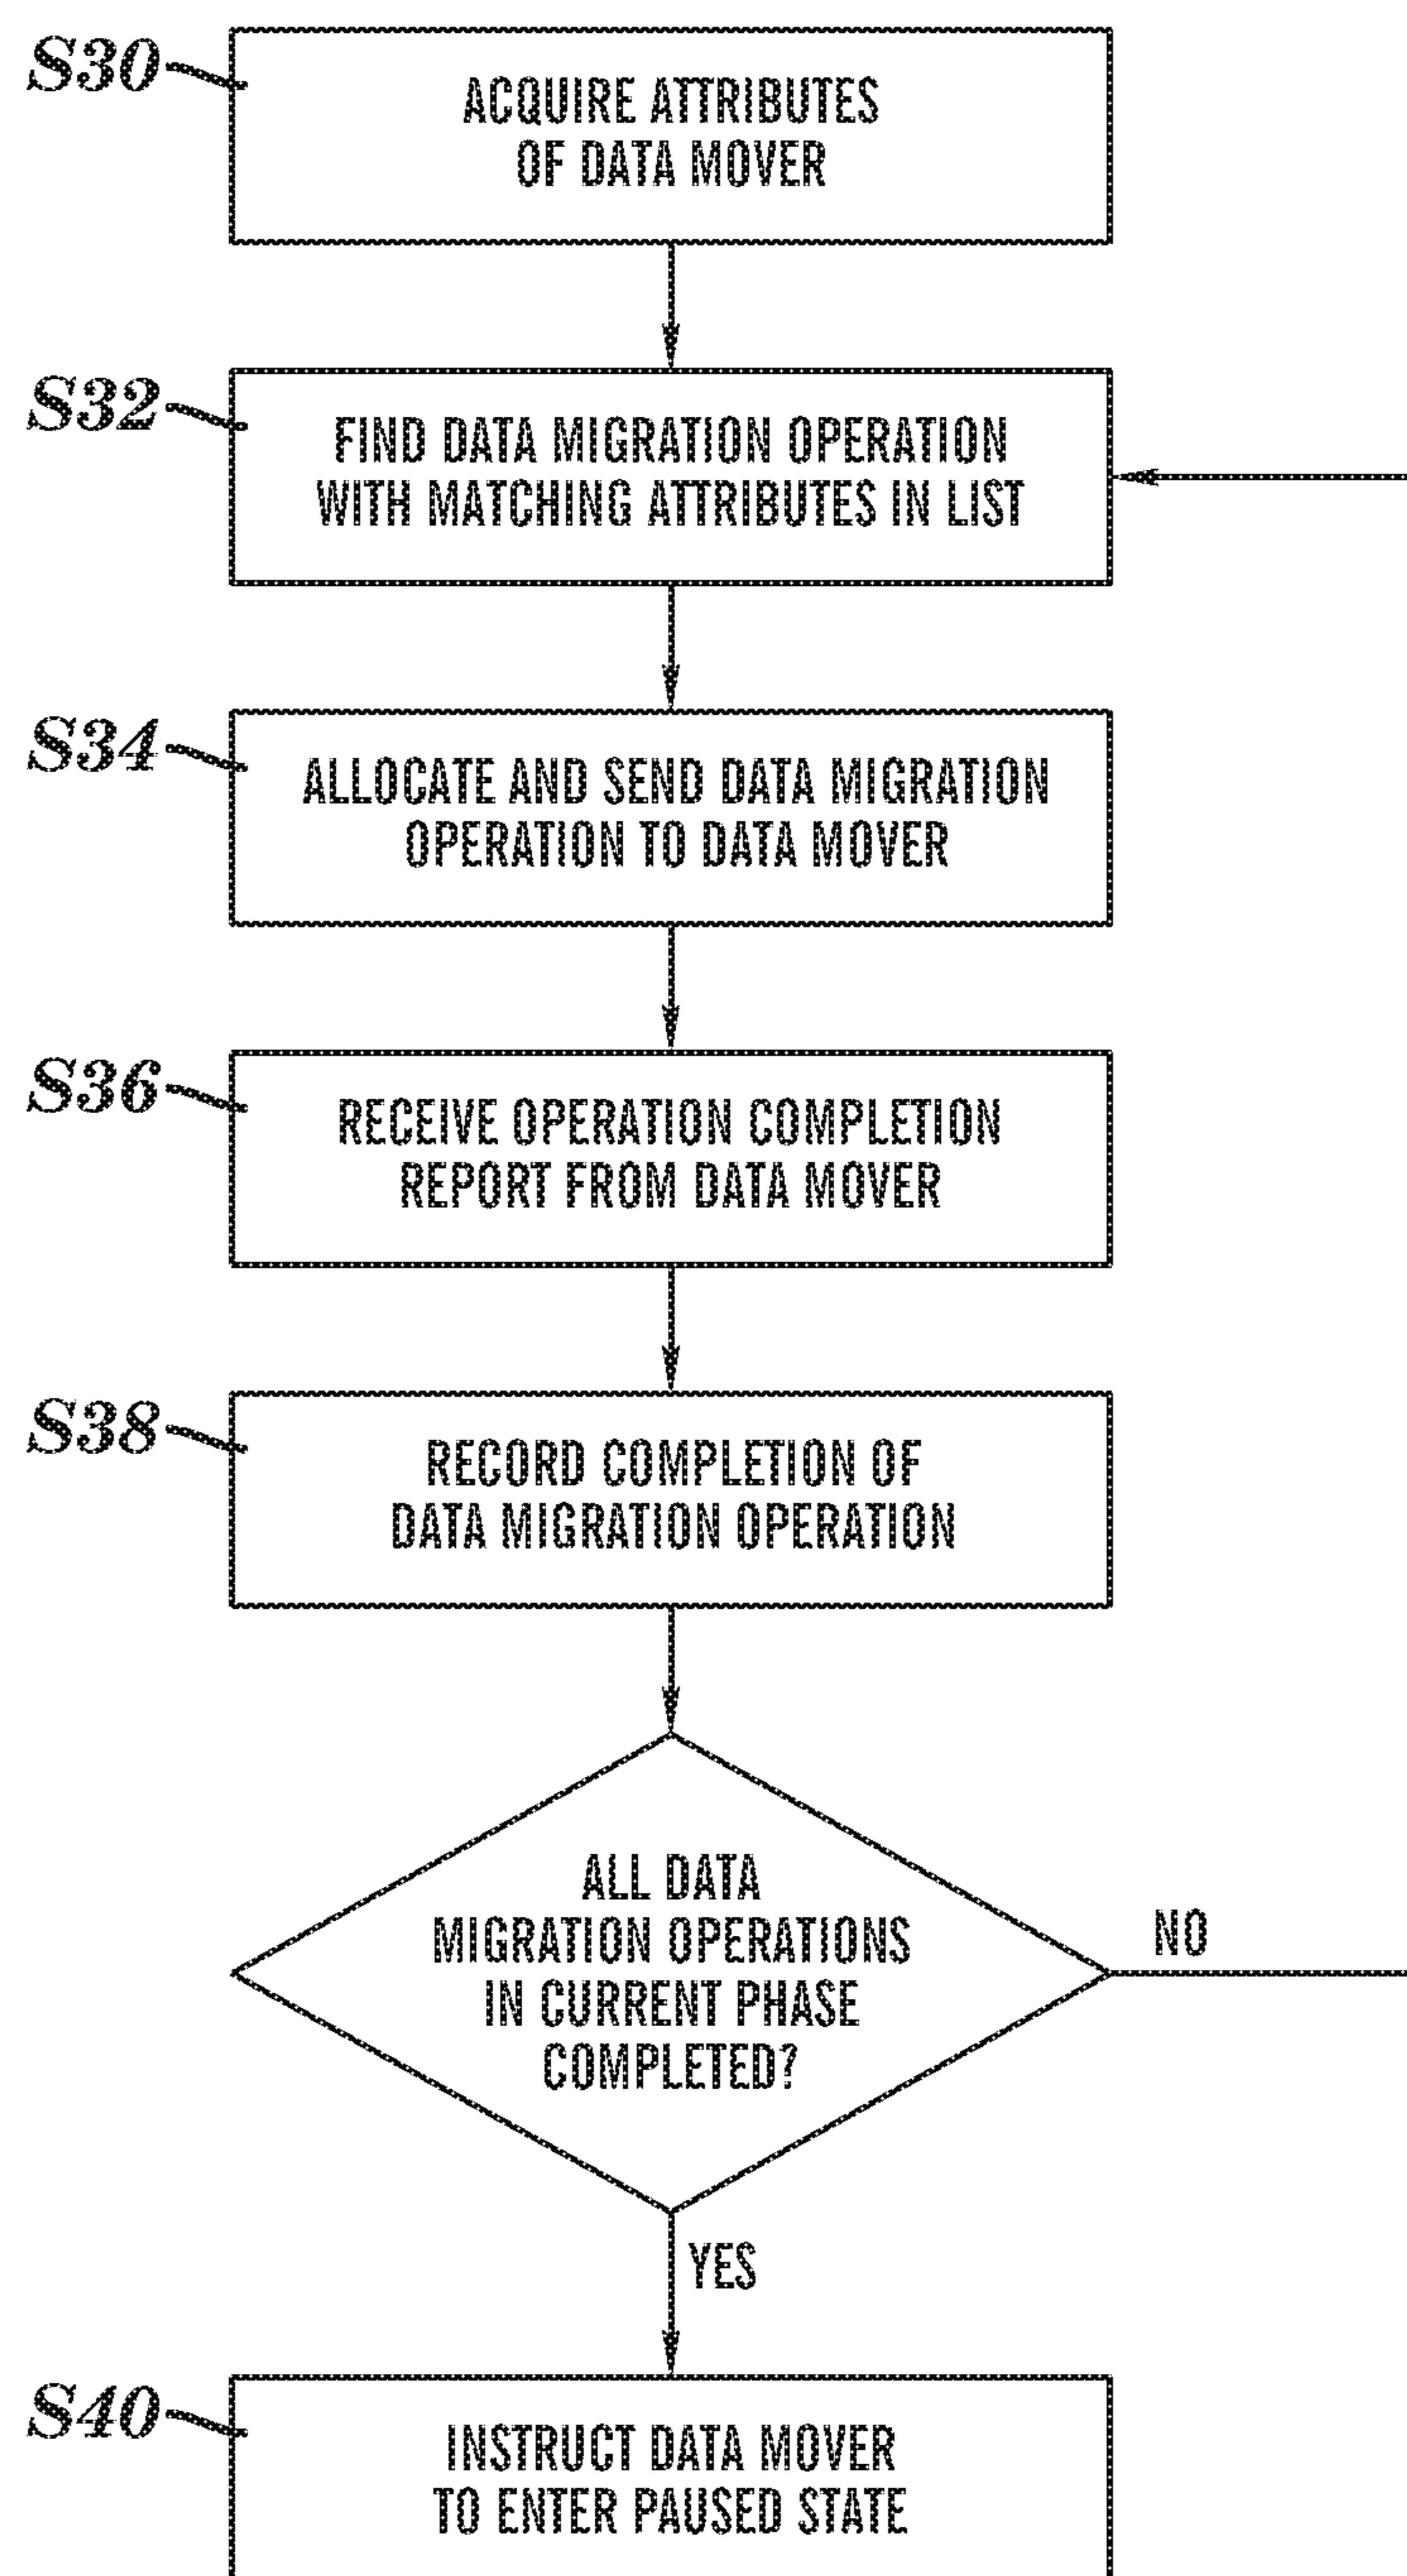 S30
ACQUIRE ATTRIBUTES
OF DATA MOVER
S32
FIND DATA MIGRATION OPERATION
WITH MATCHING ATTRIBUTES IN LIST
S34
ALLOCATE AND SEND DATA MIGRATION
OPERATION TO DATA MOVER
S36
RECEIVE OPERATION COMPLETION
REPORT FROM DATA MOVER
S38
RECORD COMPLETION OF
DATA MIGRATION OPERATION
ALL DATA
MIGRATION OPERATIONS
IN CURRENT PHASE
COMPLETED?
NO
YES
S40
INSTRUCT DATA MOVER
TO ENTER PAUSED STATE